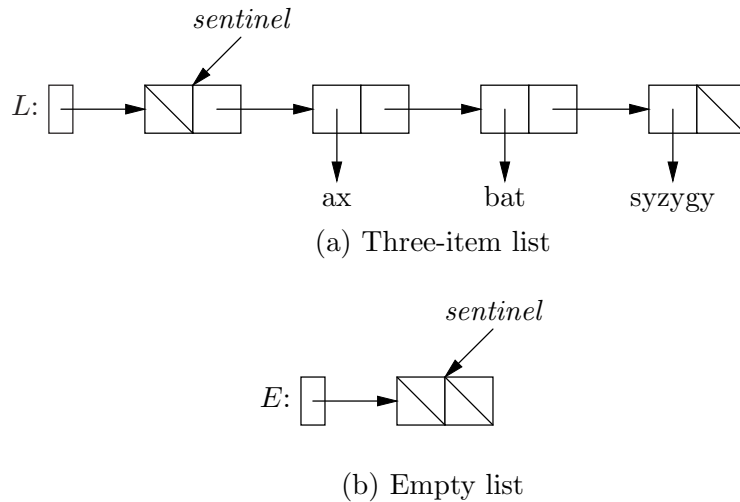 sentinel
L:
ax bat syzygy
(a) Three-item list
sentinel
E:
(b) Empty list